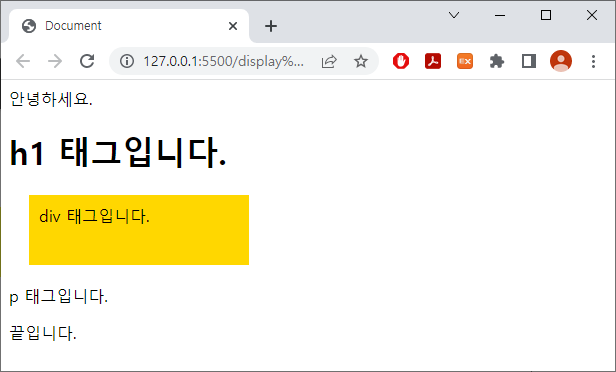 Document
127.0.0.1:5500/display%...
EX
안녕하세요.
h1 태그입니다.
div 태그입니다.
p 태그입니다.
끝입니다.